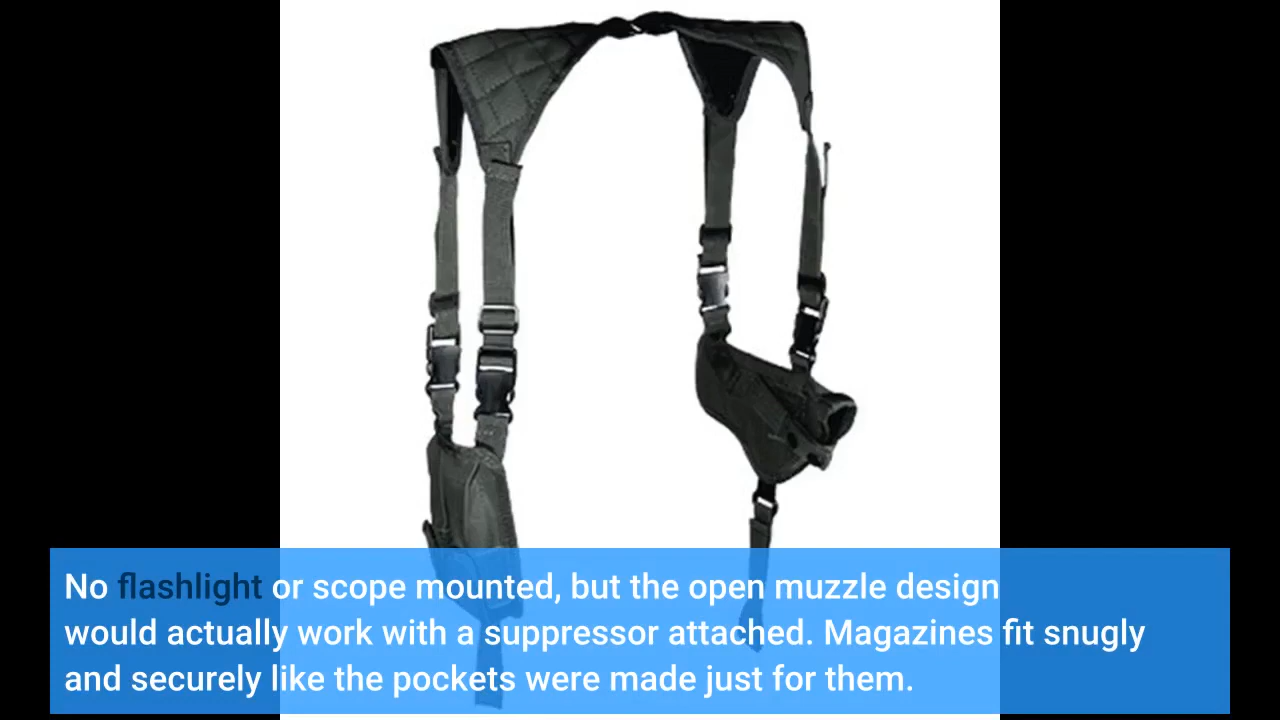 No flashlight or scope mounted, but the open muzzle design
would actually work with a suppressor attached. Magazines fit snugly
and securely like the pockets were made just for them.